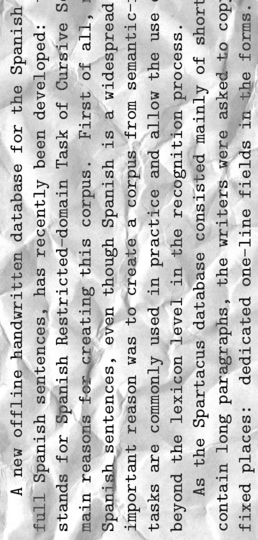 A new offline handwritten database for the Spanish
full Spanish sentences, has recently been developed:
stands for Spanish Restricted-domain Task of Cursive
main reasons for creating this corpus. First of all,
Spanish sentences, even though Spanish is a widespread
important reason was to create a corpus from semantic-
tasks are commonly used in practice and allow the use
beyond the lexicon level in the recognition process.
As the Spartacus database consisted mainly of short
contain long paragraphs, the writers were asked to
fixed places: dedicated one-line fields in the forms.